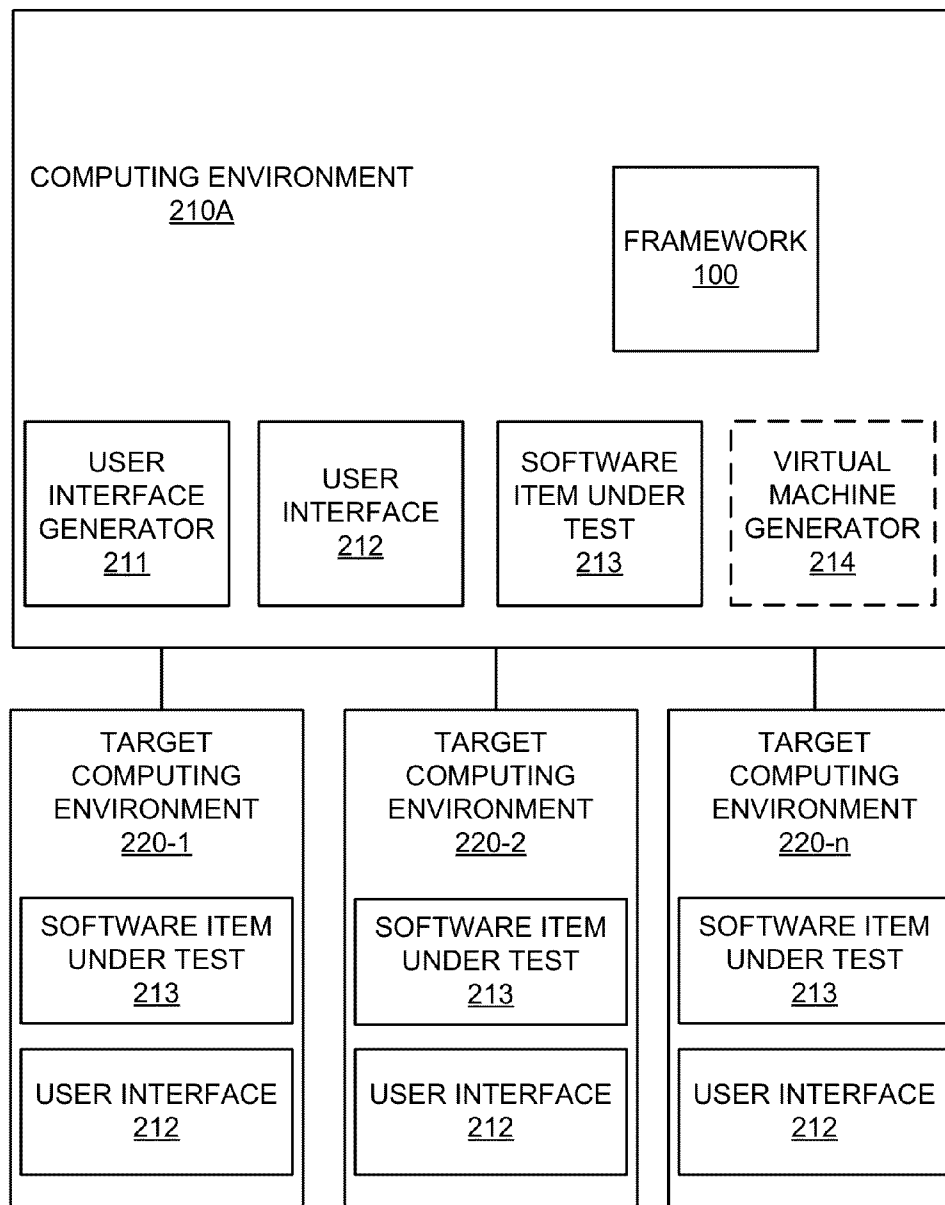 COMPUTING ENVIRONMENT
210A
FRAMEWORK
100
USER
INTERFACE
GENERATOR
211
USER
INTERFACE
212
SOFTWARE
ITEM UNDER
TEST
213
VIRTUAL
MACHINE
GENERATOR
214
TARGET
COMPUTING
ENVIRONMENT
220-1
SOFTWARE ITEM
UNDER TEST
213
USER INTERFACE
212
TARGET
COMPUTING
ENVIRONMENT
220-2
SOFTWARE ITEM
UNDER TEST
213
USER INTERFACE
212
TARGET
COMPUTING
ENVIRONMENT
220-n
SOFTWARE ITEM
UNDER TEST
213
USER INTERFACE
212